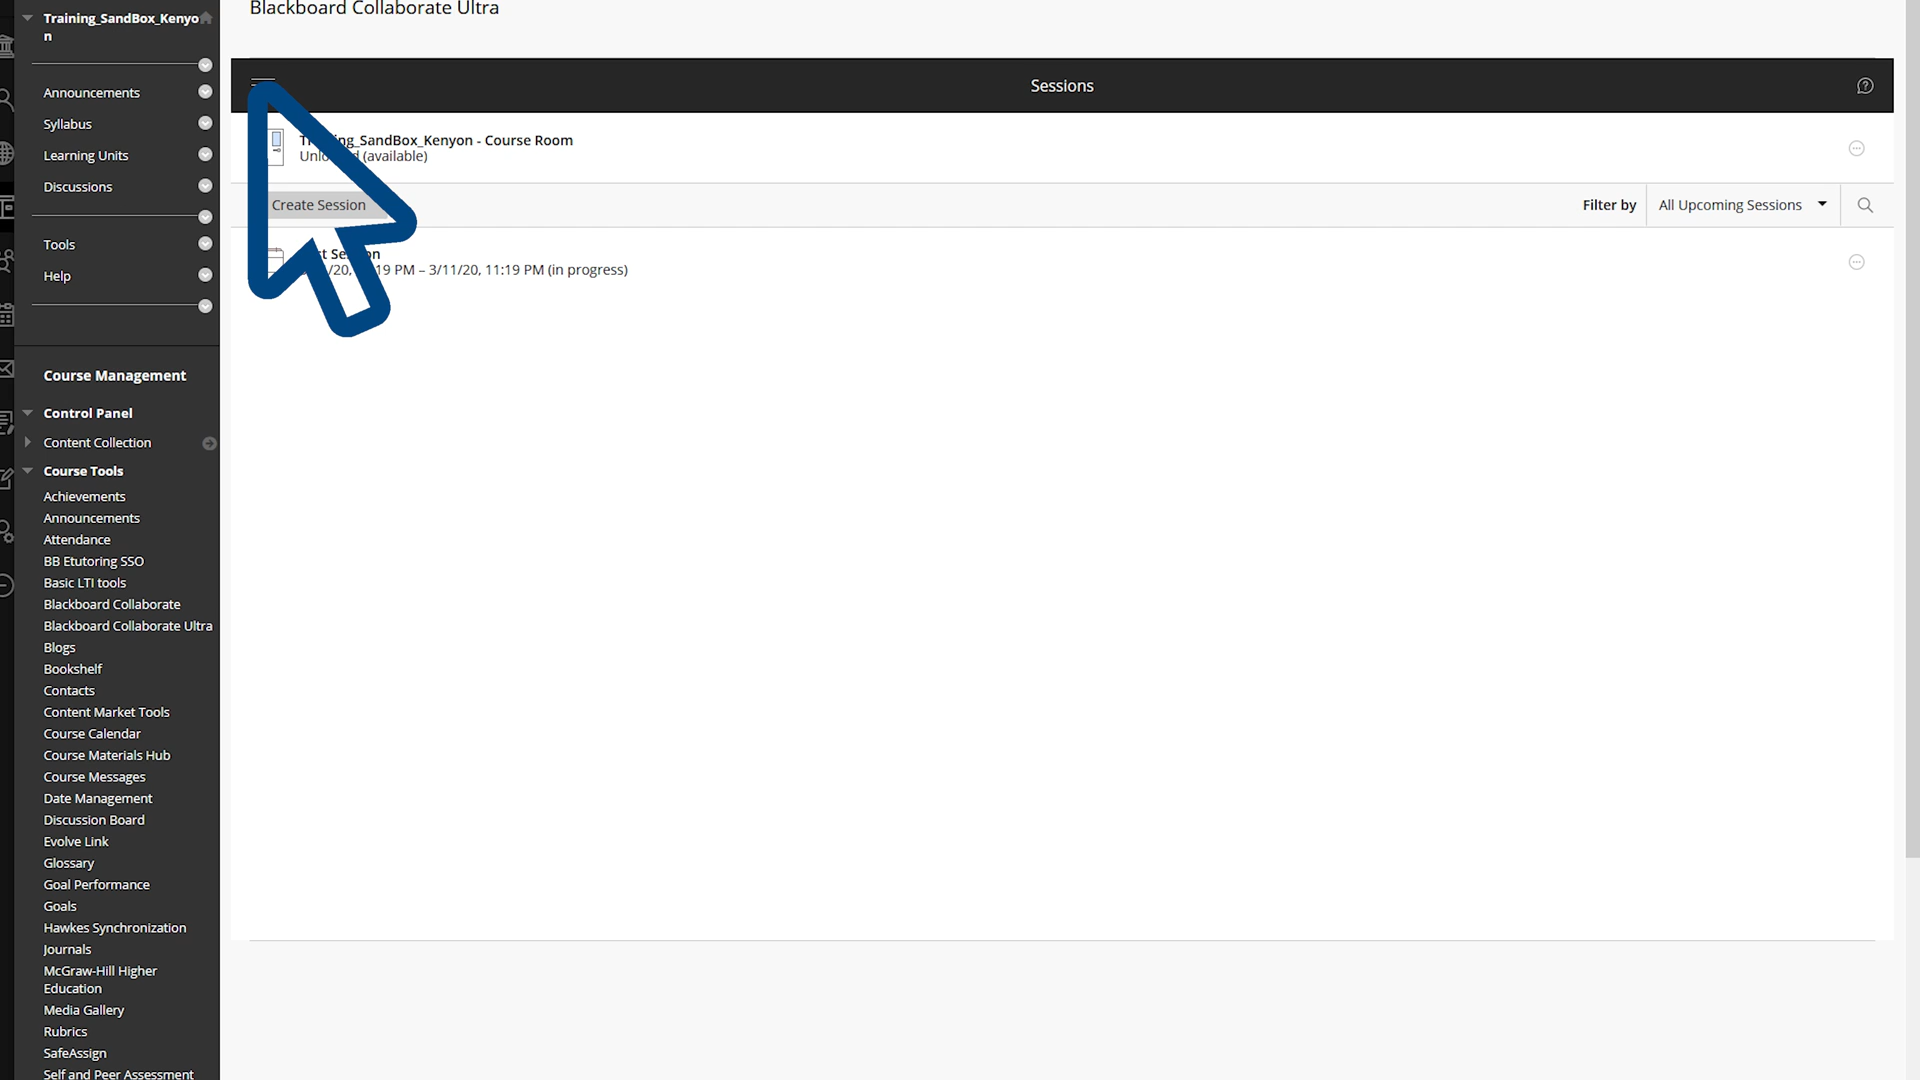 Blackboard Collaborate Ultra
Training_SandBox_Kenyo
n
Announcements
Syllabus
Learning Units
Discussions
Tools
Help
Course Management
Control Panel
Content Collection
Course Tools
Achievements
Announcements
Attendance
BB Etutoring SSO
Basic LTI tools
Blackboard Collaborate
Blackboard Collaborate Ultra
Blogs
Bookshelf
Contacts
Content Market Tools
Course Calendar
Course Materials Hub
Course Messages
Date Management
Discussion Board
Evolve Link
Glossary
Goal Performance
Goals
Hawkes Synchronization
Journals
McGraw-Hill Higher
Education
Media Gallery
Rubrics
SafeAssign
Self and Peer Assessment
Sessions
Training_SandBox_Kenyon - Course Room
(available)
Create Session
Filter by
All Upcoming Sessions
Session
PM – 3/11/20, 11:19 PM (in progress)